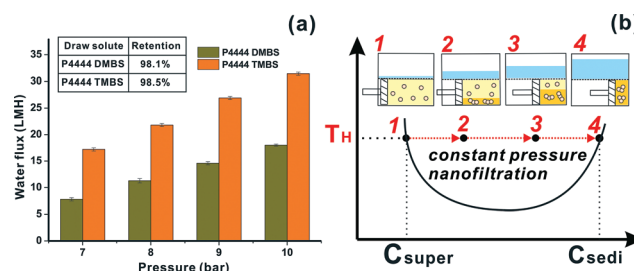 (a)
Draw solute Retention
P4444 DMBS 98.1%
P4444 TMBS 98.5%
P4444 DMBS
P4444 TMBS
Water flux (LMH)
35
30
25
20
15
10
5
0
7 8 9 10
Pressure (bar)
(b)
1 2 3 4
1 2 3 4
TH
constant pressure
nanofiltration
Csuper Csedi